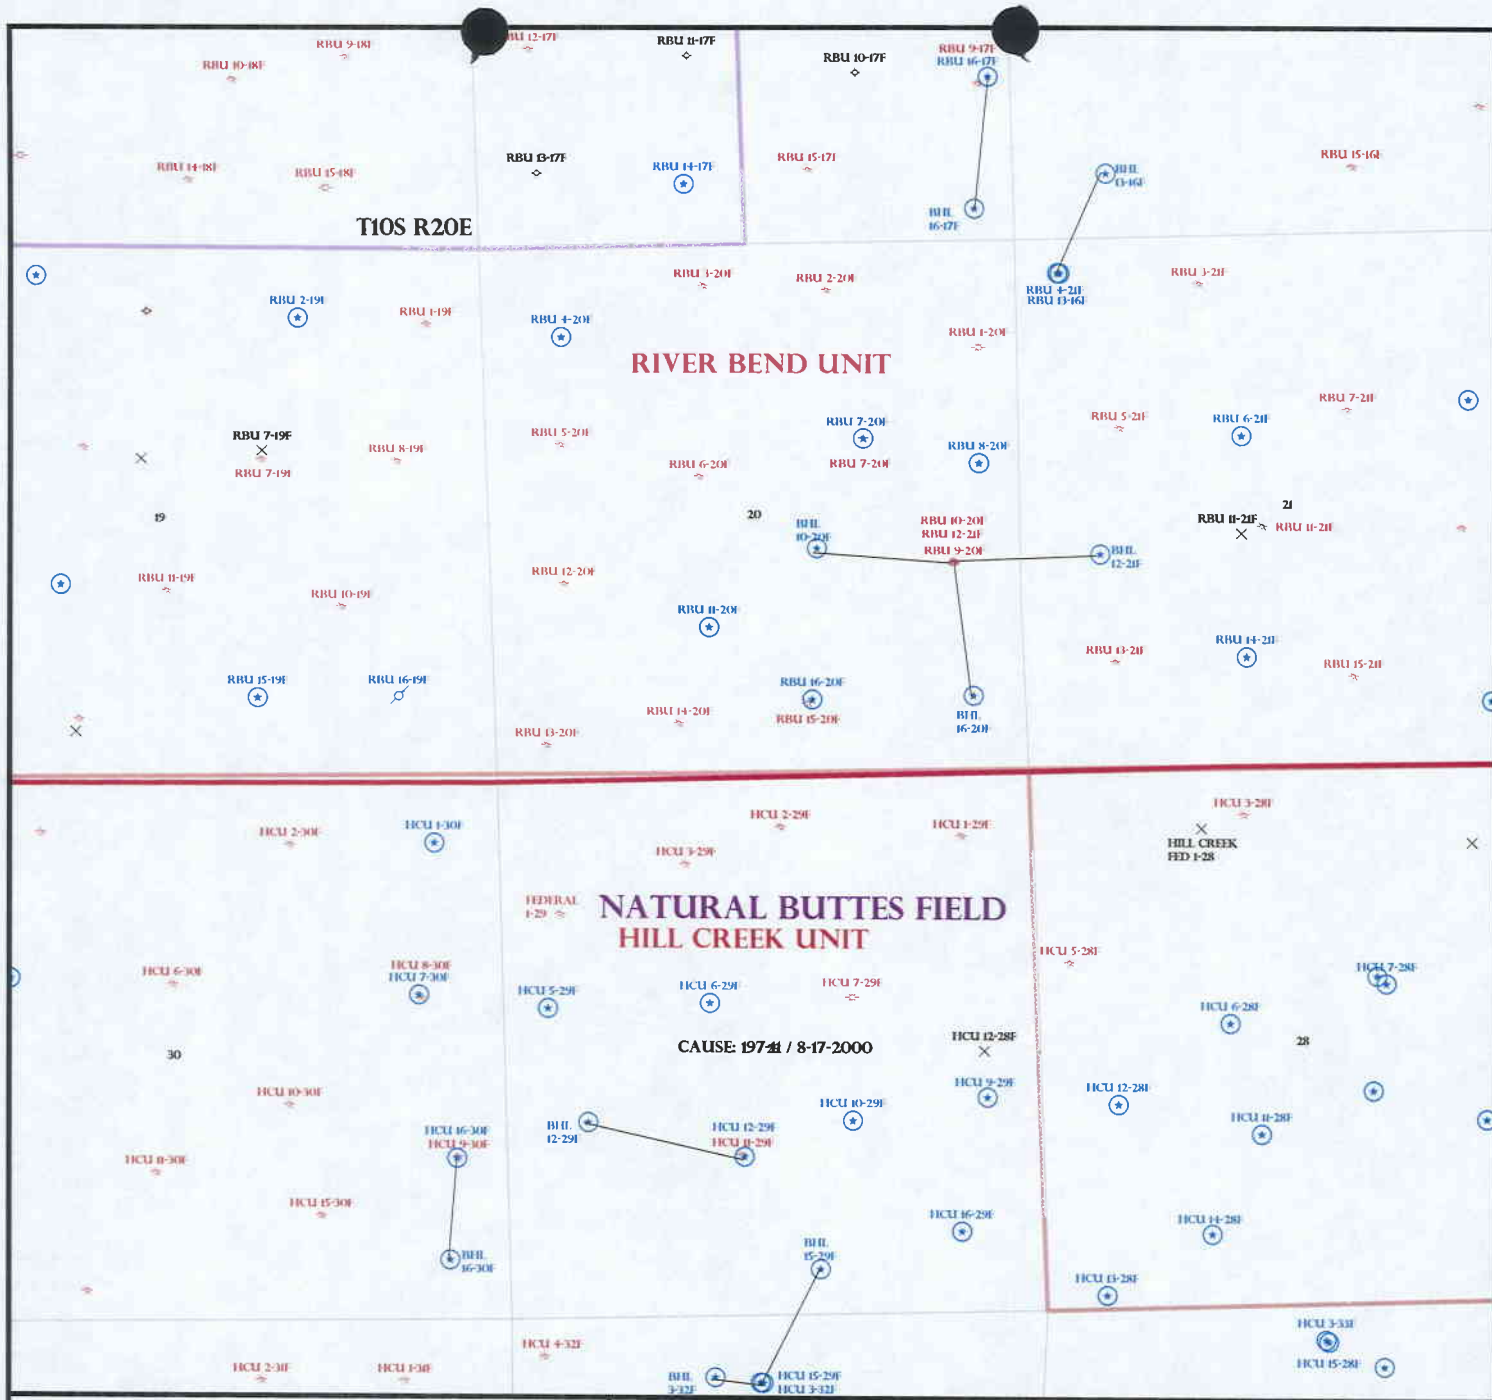 RBU 9-18F
RBU 12-17F
RBU 11-17F
RBU 9-17F
RBU 10-18F
RBU 10-17F
RBU 16-17F
RBU 14-18F
RBU 15-18F
RBU 13-17F
RBU 14-17F
RBU 15-17F
BHL
13-16F
RBU 15-16F
T10S R20E
BHL
16-17F
RBU 2-19F
RBU 1-19F
RBU 4-20F
RBU 3-20F
RBU 2-20F
RBU 1-20F
RBU 4-21F
RBU 13-16F
RBU 3-21F
RIVER BEND UNIT
RBU 7-19F
RBU 7-19F
RBU 8-19F
RBU 5-20F
RBU 6-20F
RBU 7-20F
RBU 7-20F
RBU 8-20F
RBU 5-21F
RBU 6-21F
RBU 7-21F
19
20
21
BHL
10-20F
RBU 10-20F
RBU 12-21F
RBU 9-20F
BHL
12-21F
RBU 11-21F
RBU 11-21F
RBU 11-19F
RBU 10-19F
RBU 12-20F
RBU 11-20F
RBU 13-21F
RBU 14-21F
RBU 15-21F
RBU 15-19F
RBU 16-19F
RBU 16-20F
RBU 15-20F
RBU 14-20F
RBU 13-20F
BHL
16-20F
HCU 2-30F
HCU 1-30F
HCU 2-29F
HCU 1-29F
HCU 3-28F
HCU 3-29F
HILL CREEK
FED 1-28
FEDERAL
1-29
NATURAL BUTTES FIELD
HILL CREEK UNIT
HCU 6-30F
HCU 8-30F
HCU 7-30F
HCU 5-29F
HCU 6-29F
HCU 7-29F
HCU 5-28F
HCU 7-28F
HCU 6-28F
30
CAUSE: 197-11 / 8-17-2000
HCU 12-28F
28
HCU 10-30F
HCU 9-29F
HCU 12-28F
HCU 10-29F
HCU 11-28F
HCU 16-30F
HCU 9-30F
BHL
12-29F
HCU 12-29F
HCU 11-29F
HCU 11-30F
HCU 15-30F
HCU 16-29F
HCU 14-28F
BHL
16-30F
BHL
15-29F
HCU 13-28F
HCU 4-32F
HCU 3-33F
HCU 15-28F
HCU 2-31F
HCU 1-31F
BHL
3-32F
HCU 15-29F
HCU 3-32F